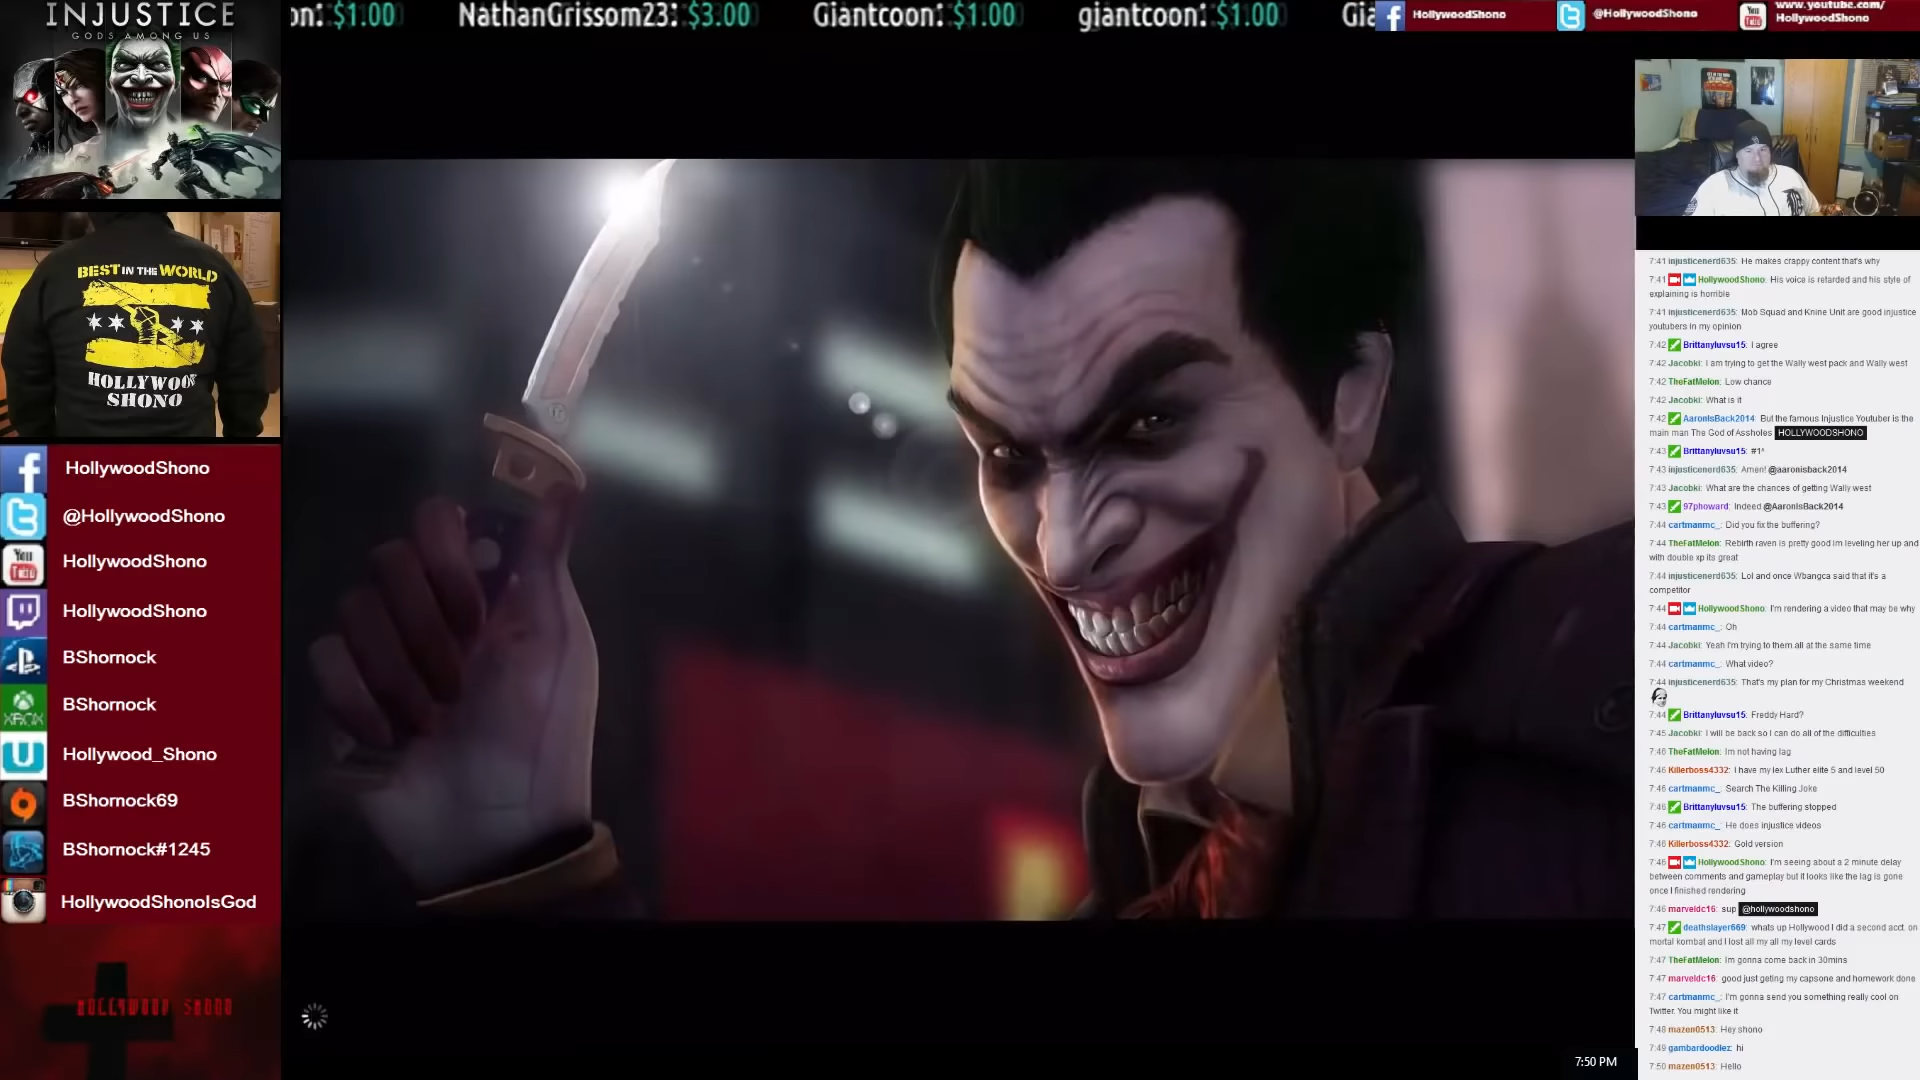 on: $1.00 NathanGrissom23: $3.00 Giantcoon: $1.00 giantcoon: $1.00 Gia
HollywoodShono
@HollywoodShono
You
www.youtube.com/
HollywoodShono
INJUSTICE
GODS AMONG US
BEST IN THE WORLD
HOLLYWOO
SHONO
HollywoodShono
@HollywoodShono
You
HollywoodShono
HollywoodShono
BShornock
XBOX
BShornock
Hollywood_Shono
BShornock69
BShornock#1245
HollywoodShonoIsGod
HOLLYWOOD SHONO
7:50 PM
7:41 injusticenerd635: He makes crappy content that's why
7:41 HollywoodShono: His voice is retarded and his style of
explaining is horrible
7:41 injusticenerd635: Mob Squad and Knine Unit are good injustice
youtubers in my opinion
7:42 Brittanyluvsu15: I agree
7:42 Jacobki: I am trying to get the Wally west pack and Wally west
7:42 TheFatMelon: Low chance
7:42 Jacobki: What is it
7:42 AaronIsBack2014: But the famous Injustice Youtuber is the
main man The God of Assholes HOLLYWOODSHONO
7:43 Brittanyluvsu15: #1*
7:43 injusticenerd635: Amen! @aaronisback2014
7:43 Jacobki: What are the chances of getting Wally west
7:43 97phoward: Indeed @AaronIsBack2014
7:44 cartmanmc_: Did you fix the buffering?
7:44 TheFatMelon: Rebirth raven is pretty good im leveling her up and
with double xp its great
7:44 injusticenerd635: Lol and once Wbangca said that it's a
competitor
7:44 HollywoodShono: I'm rendering a video that may be why
7:44 cartmanmc_: Oh
7:44 Jacobki: Yeah I'm trying to them all at the same time
7:44 cartmanmc_: What video?
7:44 injusticenerd635: That's my plan for my Christmas weekend
7:44 Brittanyluvsu15: Freddy Hard?
7:45 Jacobki: I will be back so I can do all of the difficulties
7:46 TheFatMelon: Im not having lag
7:46 Killerboss4332: I have my lex Luther elite 5 and level 50
7:46 cartmanmc_: Search The Killing Joke
7:46 Brittanyluvsu15: The buffering stopped
7:46 cartmanmc_: He does injustice videos
7:46 Killerboss4332: Gold version
7:46 HollywoodShono: I'm seeing about a 2 minute delay
between comments and gameplay but it looks like the lag is gone
once I finished rendering
7:46 marveldc16: sup @hollywoodshono
7:47 deathslayer669: whats up Hollywood I did a second acct. on
mortal kombat and I lost all my all my level cards
7:47 TheFatMelon: Im gonna come back in 30mins
7:47 marveldc16: good just geting my capsone and homework done
7:47 cartmanmc_: I'm gonna send you something really cool on
Twitter. You might like it
7:48 mazen0513: Hey shono
7:49 gambardoodlez: hi
7:50 mazen0513: Hello